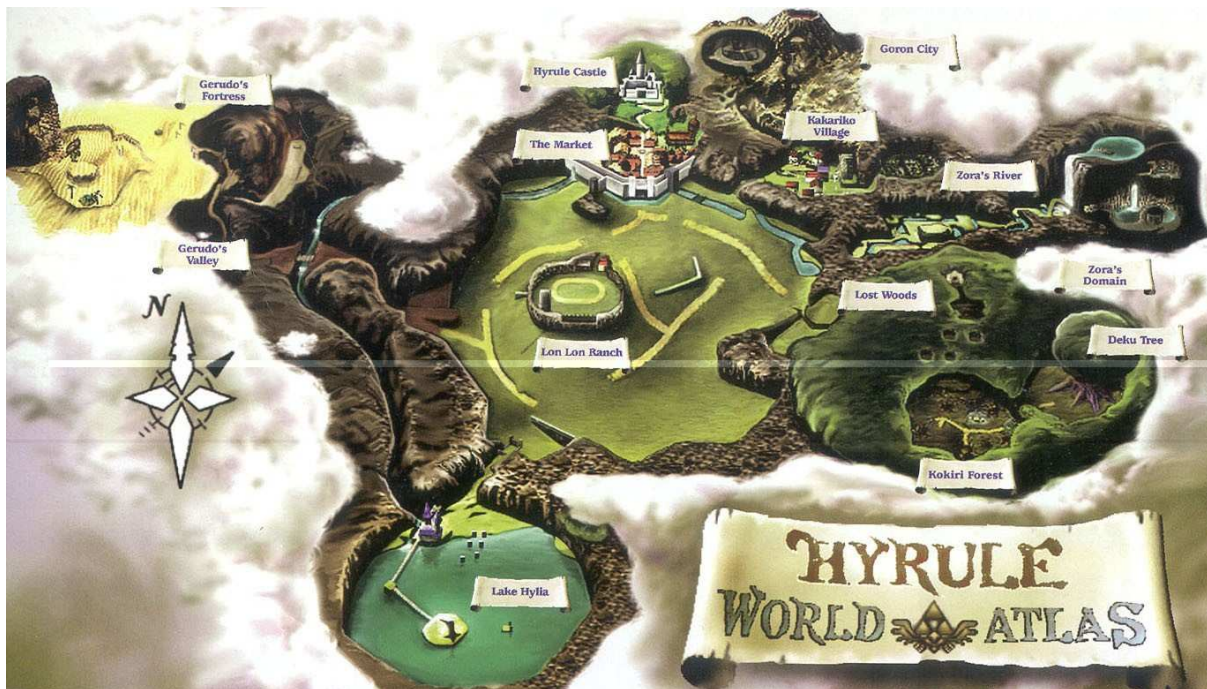 Goron City
Hyrule Castle
Gerudo's
Fortress
Kakariko
Village
The Market
Zora's River
Gerudo's
Valley
Zora's
Domain
Lost Woods
N
Deku Tree
Lon Lon Ranch
Kokiri Forest
Lake Hylia
HYRULE
WORLD ATLAS